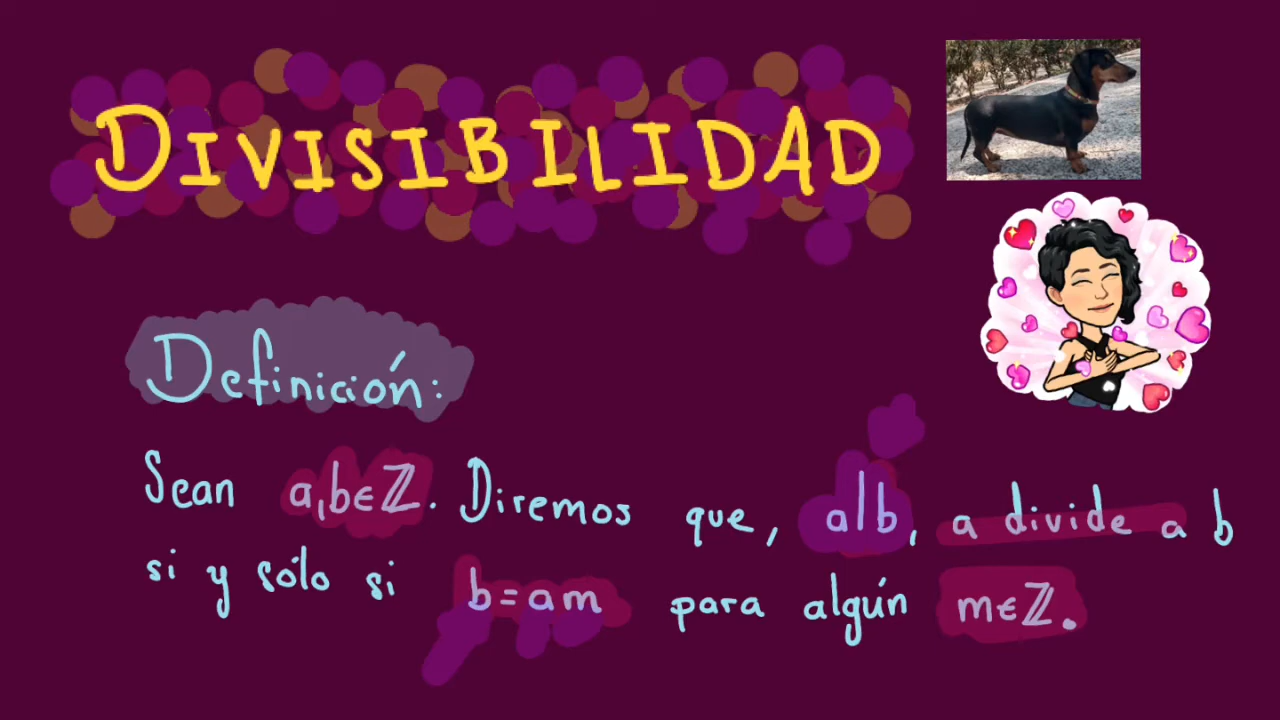 DIVISIBILIDAD
Definición:
Sean a,b∈ℤ. Diremos que, a|b, a divide a b
si y sólo si b=am para algún m∈ℤ.